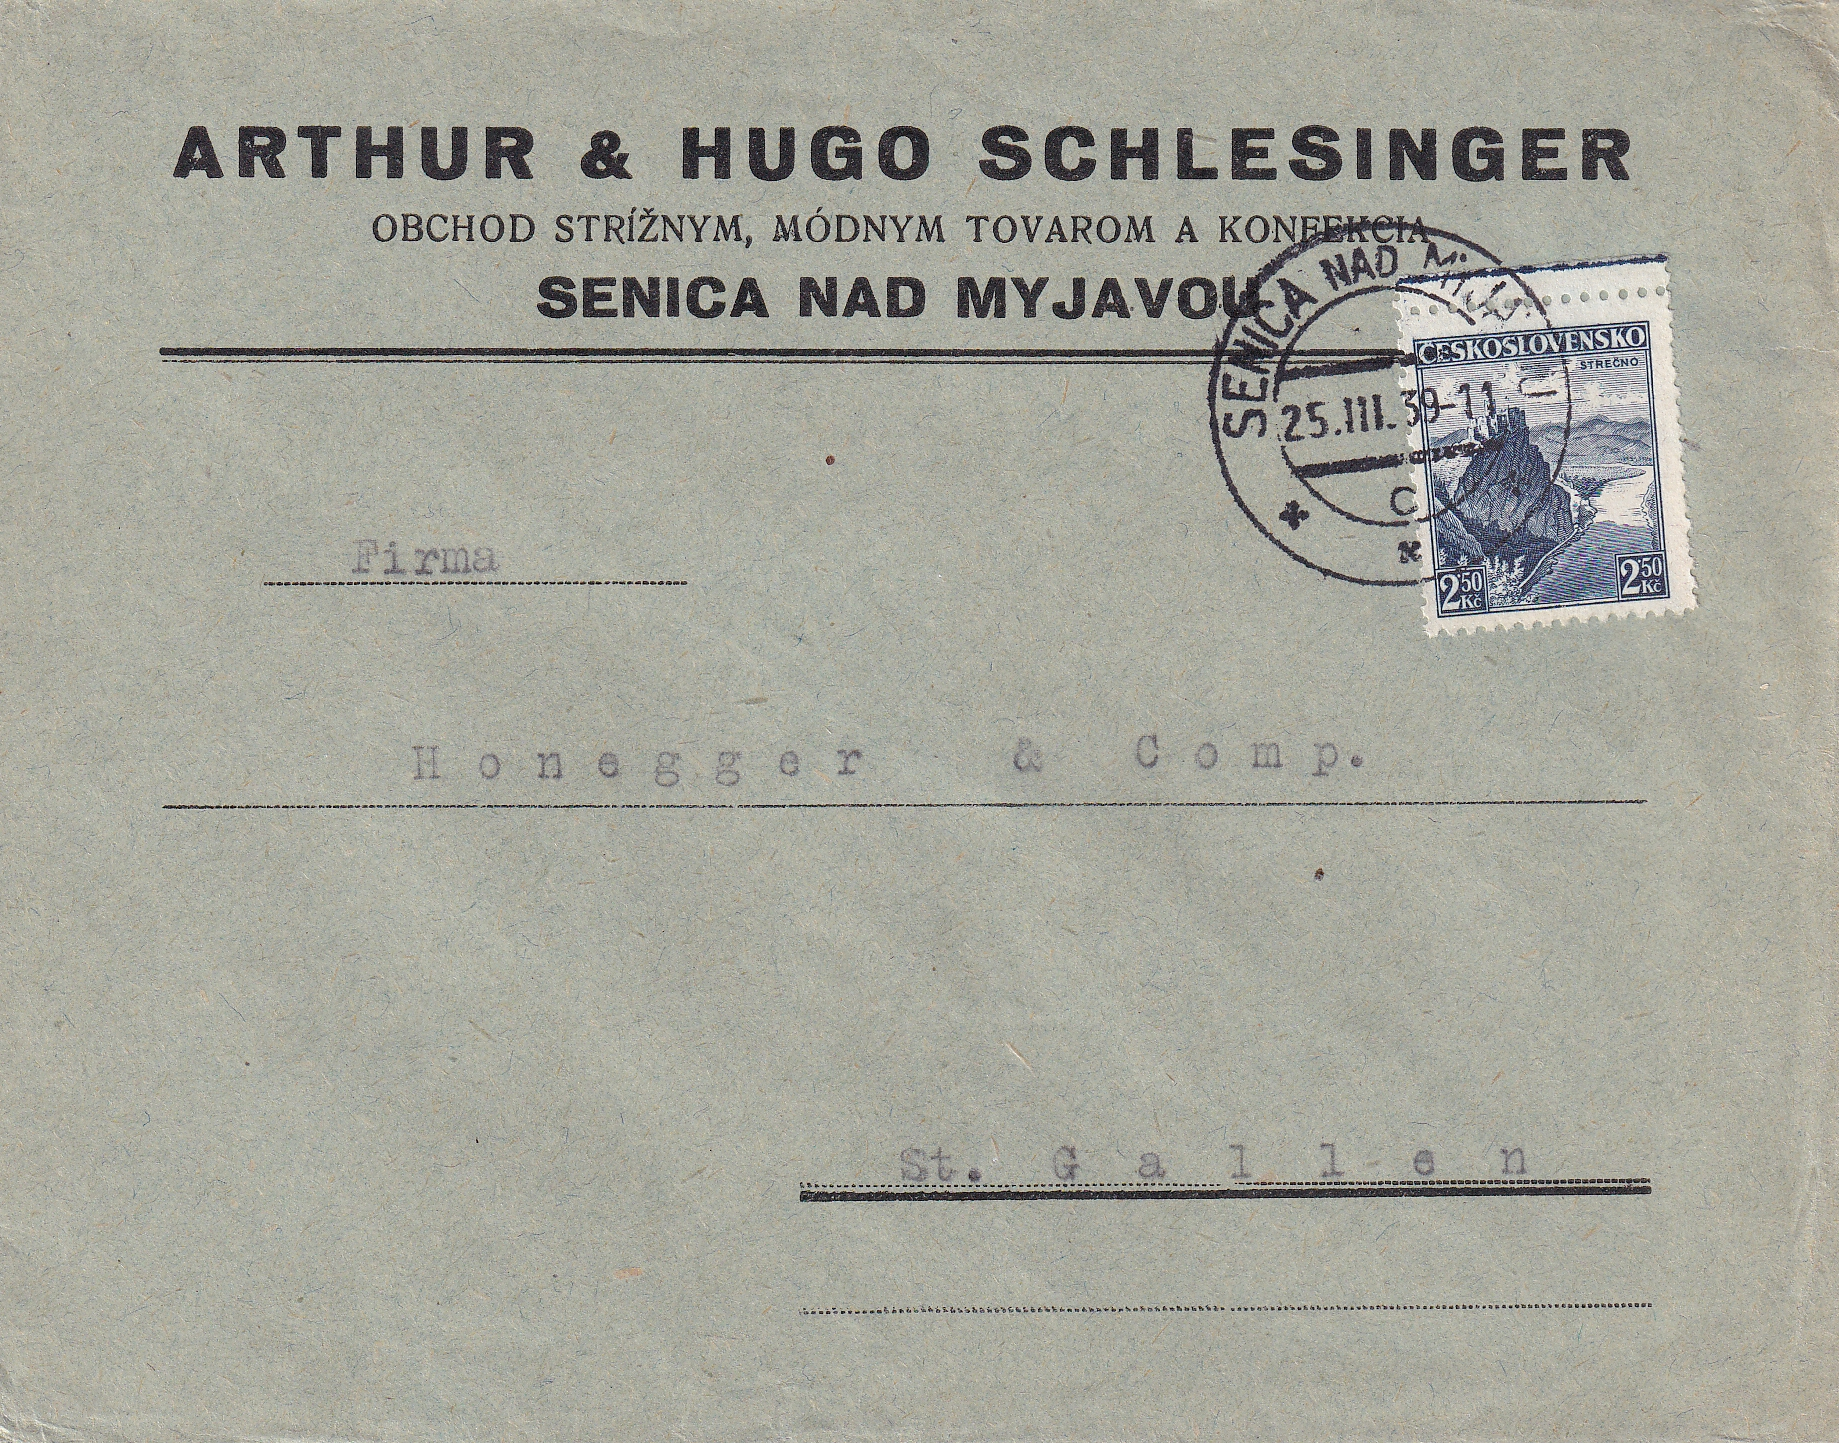 ARTHUR & HUGO SCHLESINGER
OBCHOD STRÍŽNYM, MÓDNYM TOVAROM A KONFEKCIA
SENICA NAD MYJAVOU
SENICA NAD
25.III.39-11
C
ČESKOSLOVENSKO
STREČNO
2.50 Kč
2.50 Kč
Firma
Honegger & Comp.
St. Gallen